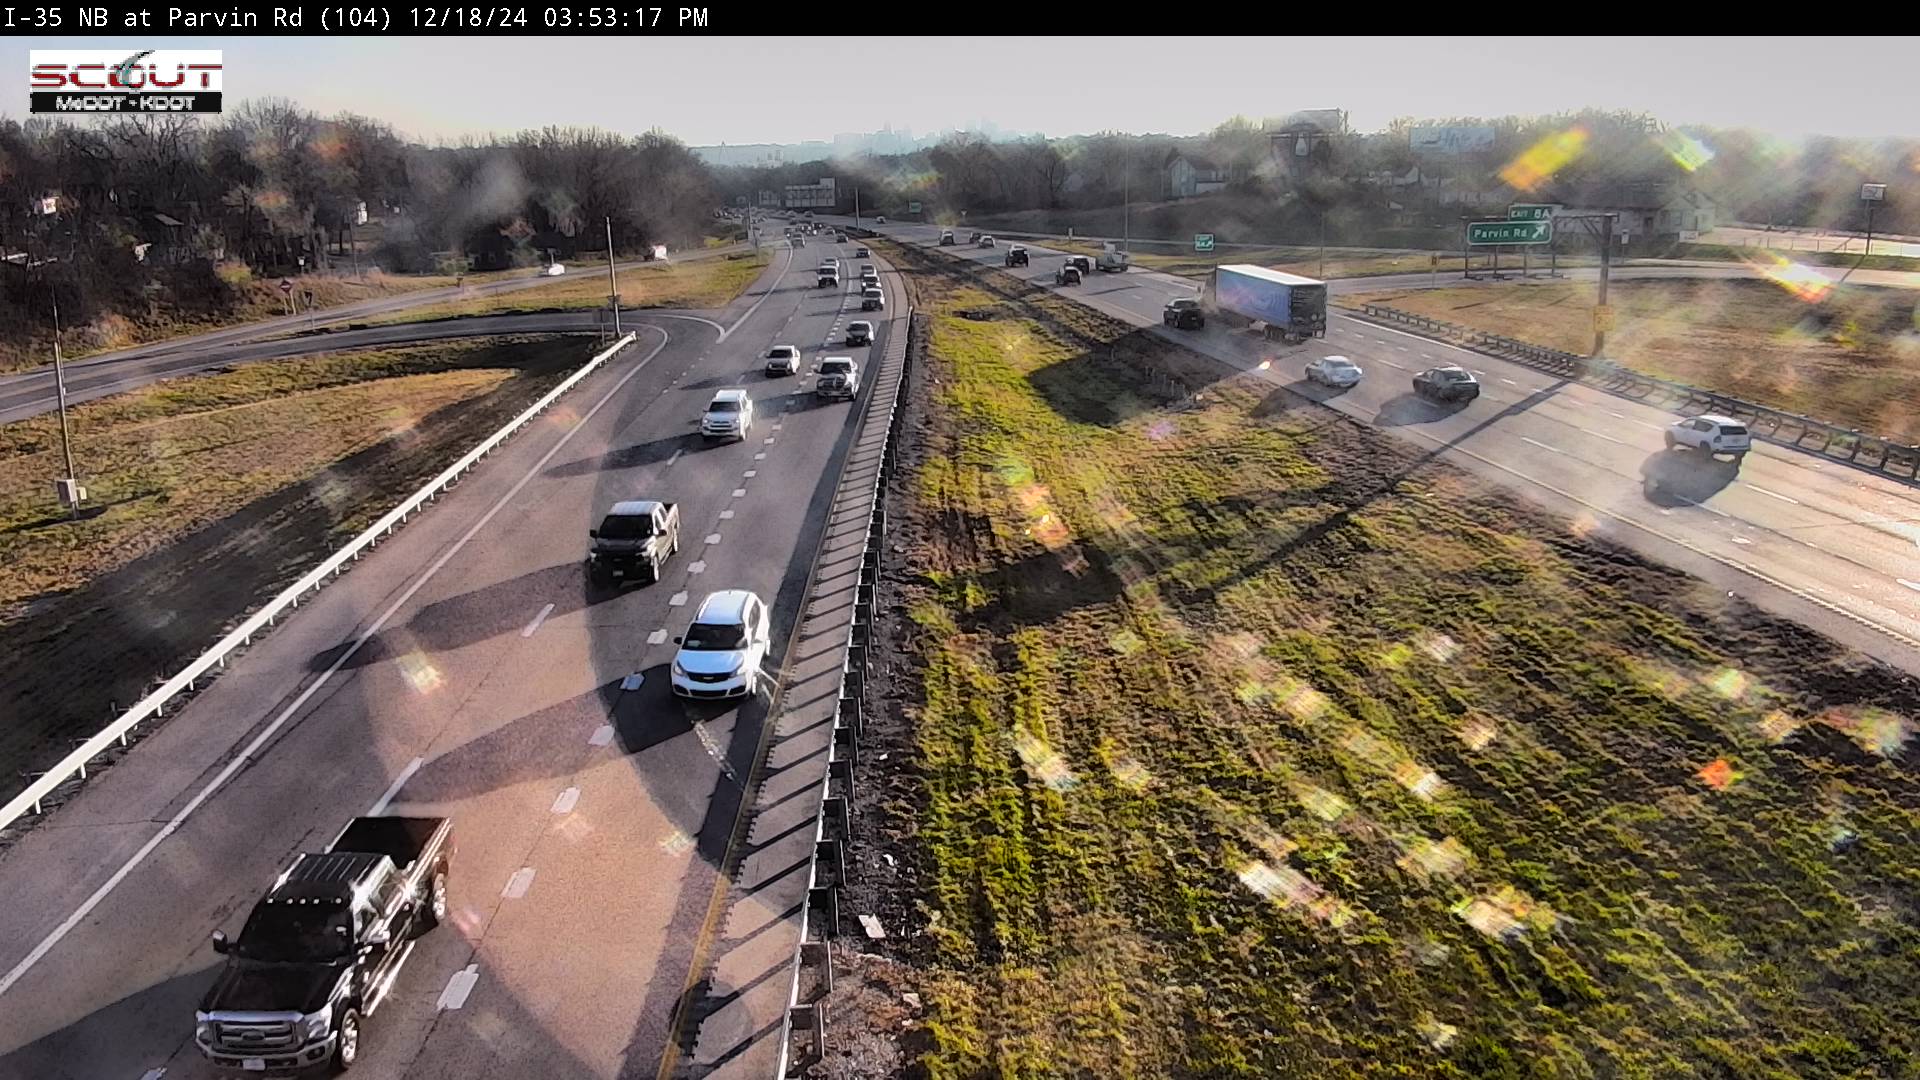 I-35 NB at Parvin Rd (104) 12/18/24 03:53:17 PM
SCOUT
MoDOT - KDOT
EXIT 8A
Parvin Rd